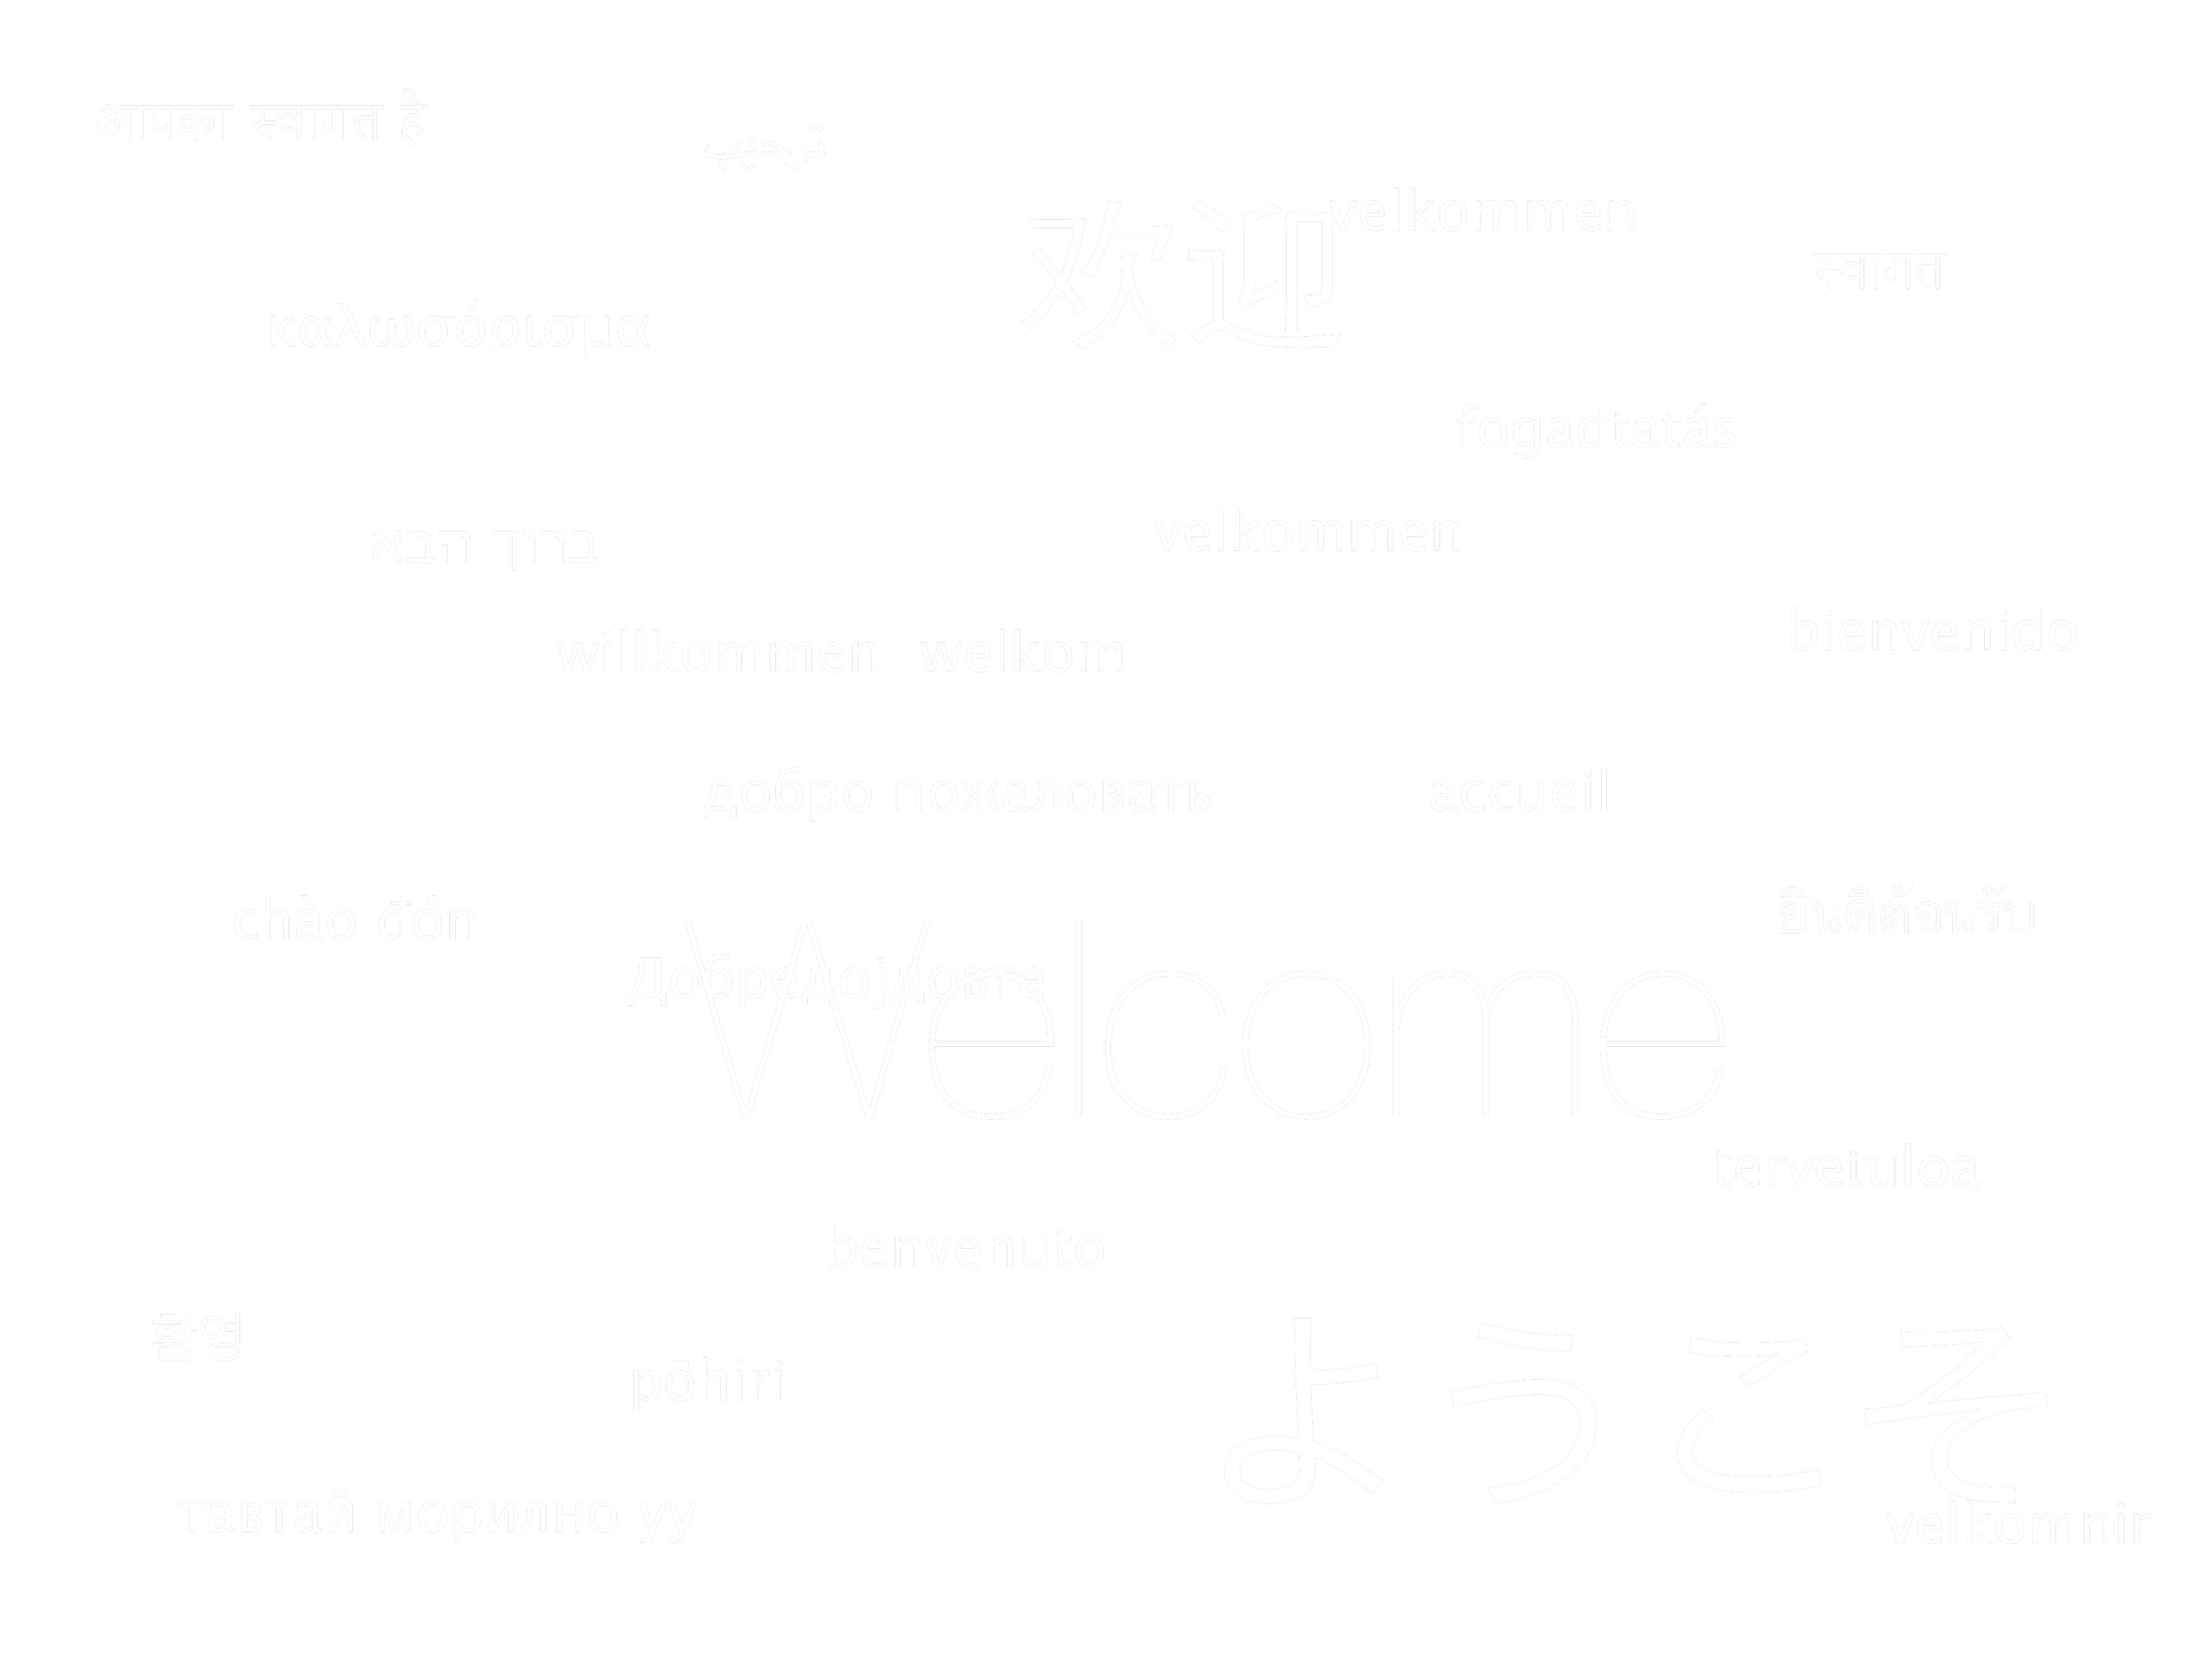 आपका स्वागत है
ترحيب
欢迎
velkommen
स्वागत
καλωσόρισμα
fogadtatás
ברוך הבא
velkommen
bienvenido
willkommen welkom
добро пожаловать
accueil
chào đón
ยินดีต้อนรับ
Добредојдовте
Welcome
tervetuloa
benvenuto
환영
pōhiri
ようこそ
тавтай морилно уу
velkomnir